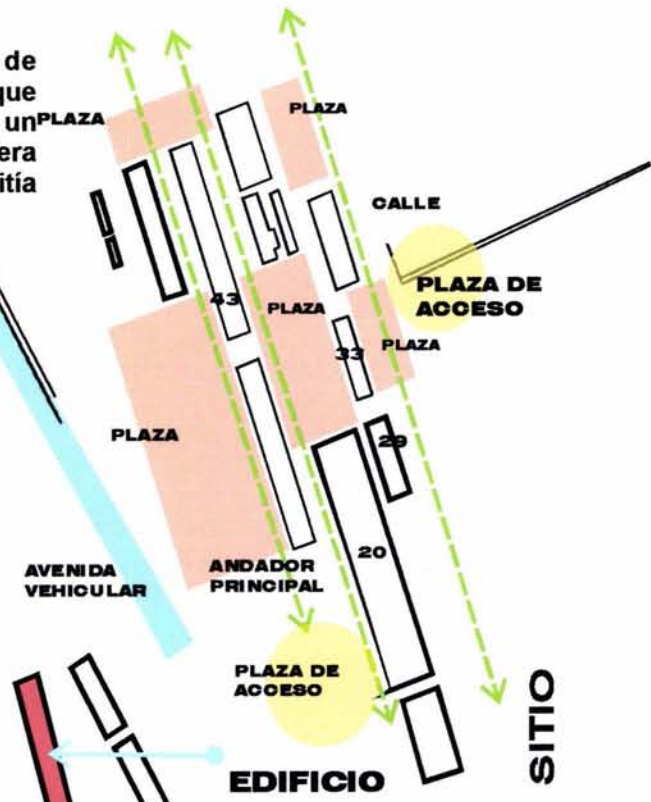 de
que
un
era
itía
PLAZA
PLAZA
CALLE
PLAZA DE
ACCESO
43
PLAZA
33
PLAZA
PLAZA
29
20
AVENIDA
VEHICULAR
ANDADOR
PRINCIPAL
PLAZA DE
ACCESO
SITIO
EDIFICIO